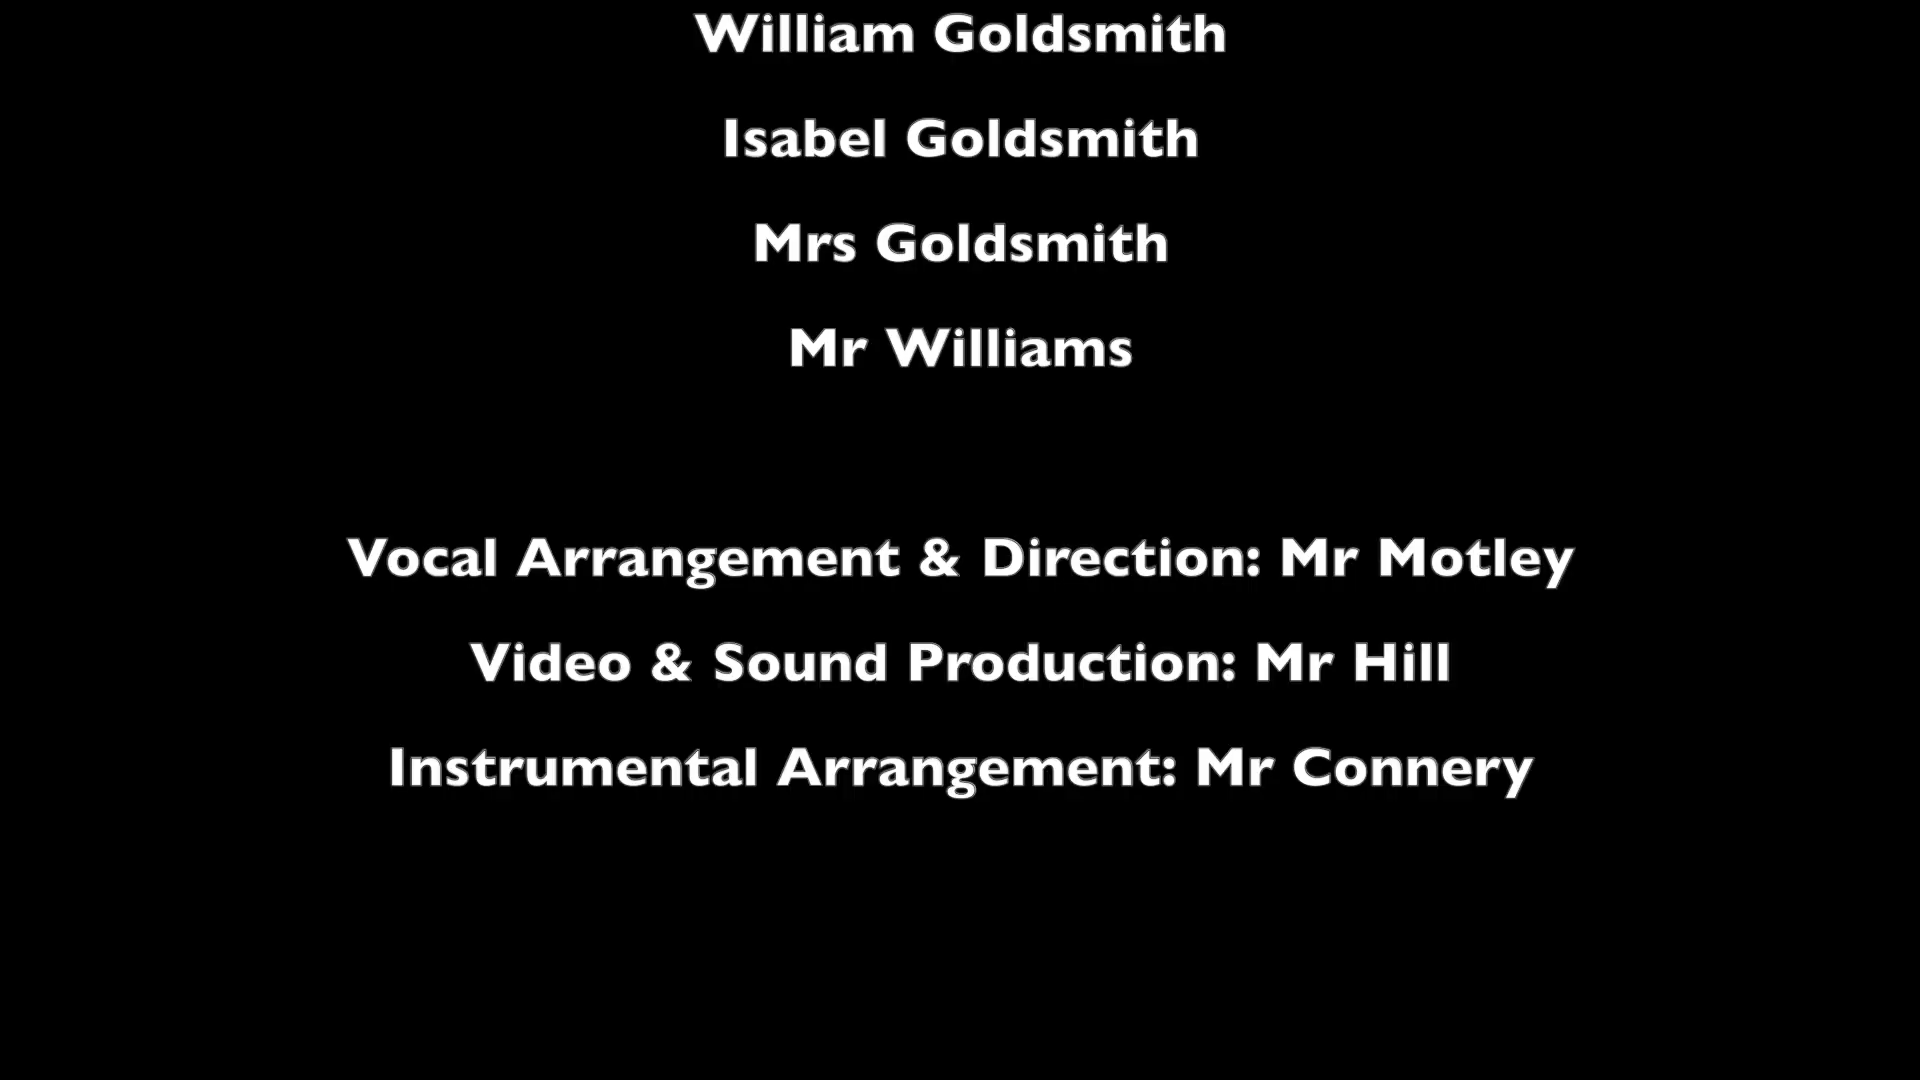 William Goldsmith
Isabel Goldsmith
Mrs Goldsmith
Mr Williams
Vocal Arrangement & Direction: Mr Motley
Video & Sound Production: Mr Hill
Instrumental Arrangement: Mr Connery